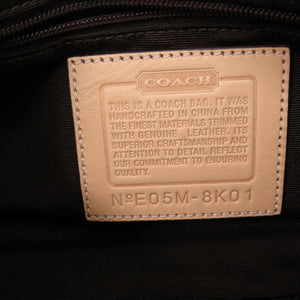 COACH
THIS IS A COACH BAG. IT WAS
HANDCRAFTED IN CHINA FROM
THE FINEST MATERIALS TRIMMED
WITH GENUINE LEATHER. ITS
SUPERIOR CRAFTSMANSHIP
AND ATTENTION TO DETAIL REFLECT
OUR COMMITMENT TO ENDURING
QUALITY.
NºE05M-8K01